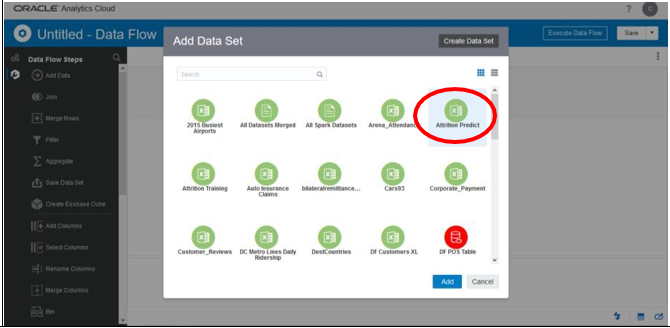 ORACLE® Analytics Cloud
?
C
Untitled - Data Flow
Execute Data Flow
Save
Data Flow Steps
Add Data
Join
Merge Rows
Filter
Aggregate
Save Data Set
Create Essbase Cube
Add Columns
Select Columns
Rename Columns
Merge Columns
Bin
Add Data Set
Create Data Set
Search
2015 Busiest
Airports
All Datasets Merged
All Spark Datasets
Arena_Attendanc
Attrition Predict
Attrition Training
Auto Insurance
Claims
bilateralremittance...
Cars93
Corporate_Payment
Customer_Reviews
DC Metro Lines Daily
Ridership
DestCountries
DF Customers XL
DF POS Table
Add
Cancel